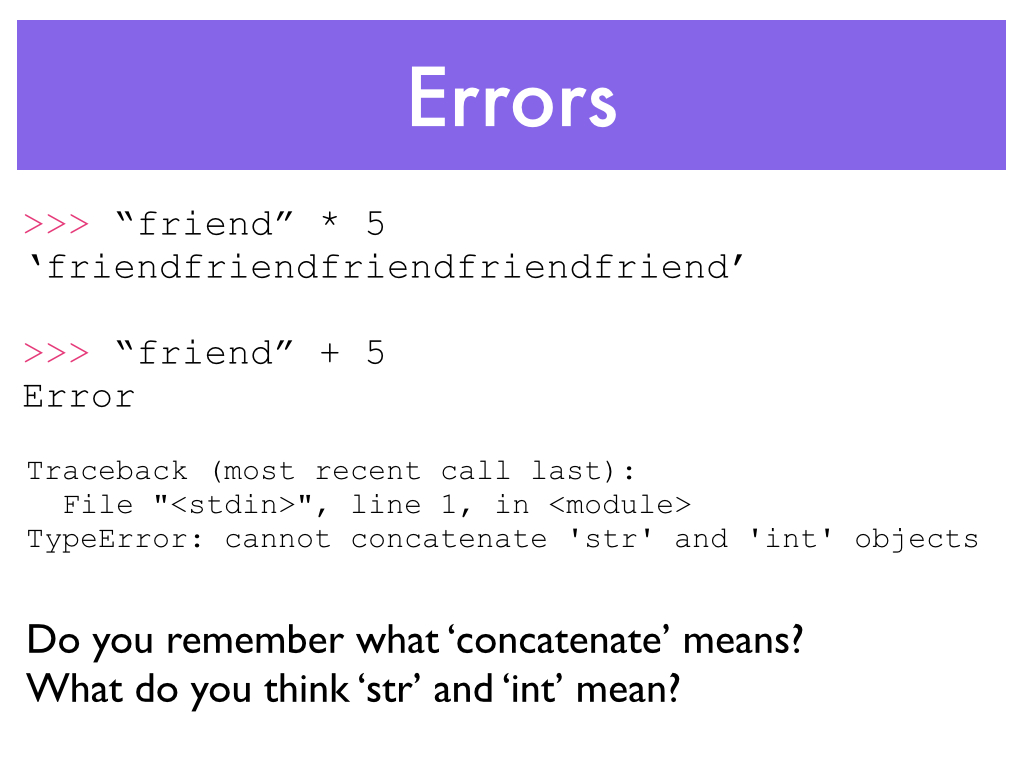 Errors
>>> “friend” * 5
‘friendfriendfriendfriendfriend’
>>> “friend” + 5
Error
Traceback (most recent call last):
  File "<stdin>", line 1, in <module>
TypeError: cannot concatenate 'str' and 'int' objects
Do you remember what ‘concatenate’ means?
What do you think ‘str’ and ‘int’ mean?